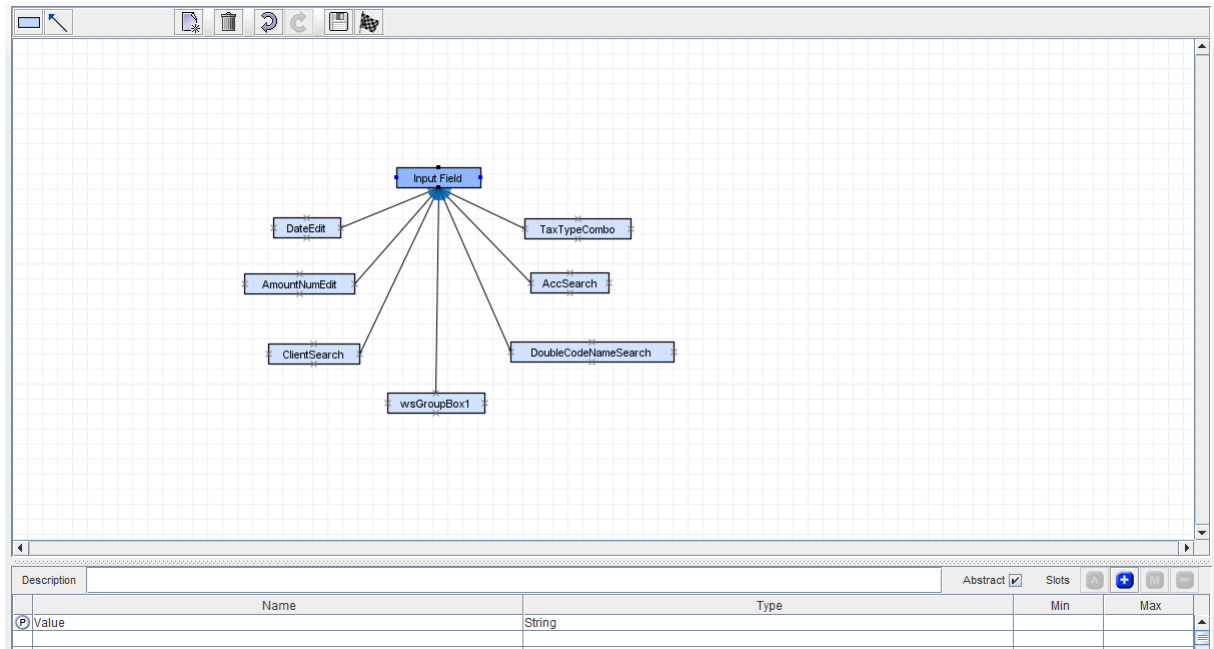 Input Field
DateEdit
TaxTypeCombo
AmountNumEdit
AccSearch
ClientSearch
DoubleCodeNameSearch
wsGroupBox1
Description Abstract Slots A M
Name Type Min Max
P Value String